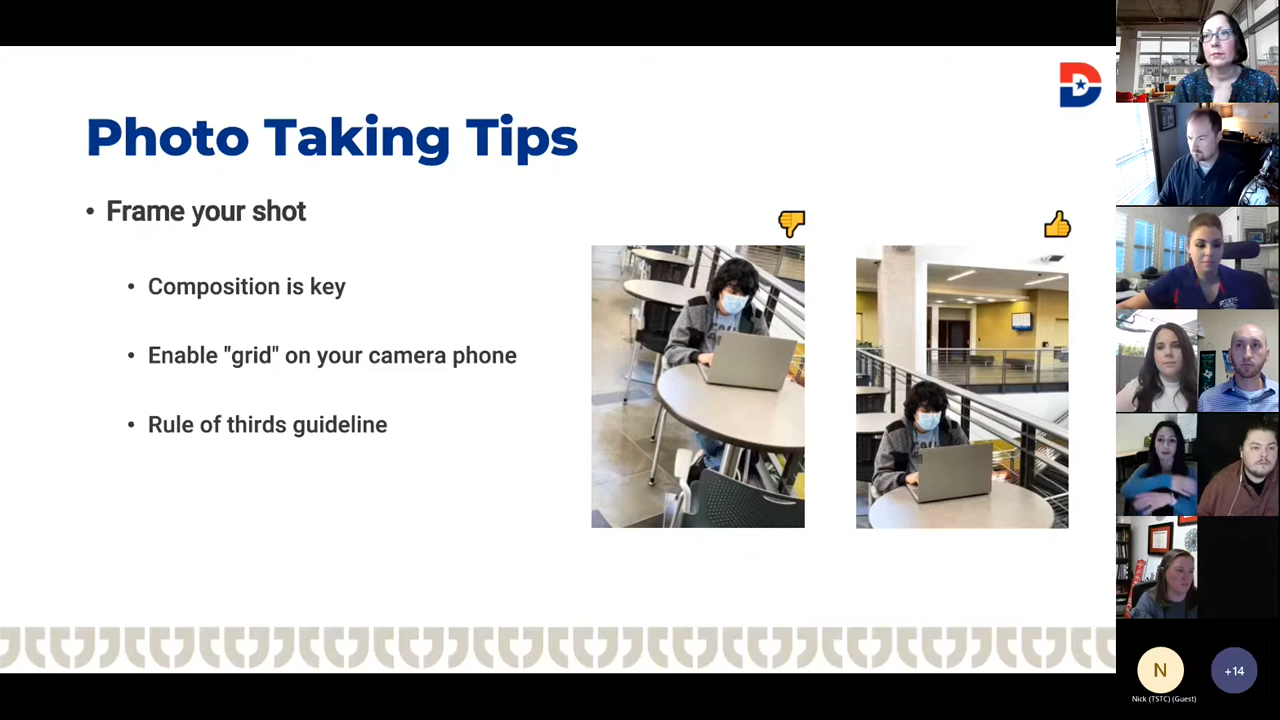 Photo Taking Tips
• Frame your shot
• Composition is key
• Enable "grid" on your camera phone
• Rule of thirds guideline
N
+14
Nick (TSTC) (Guest)